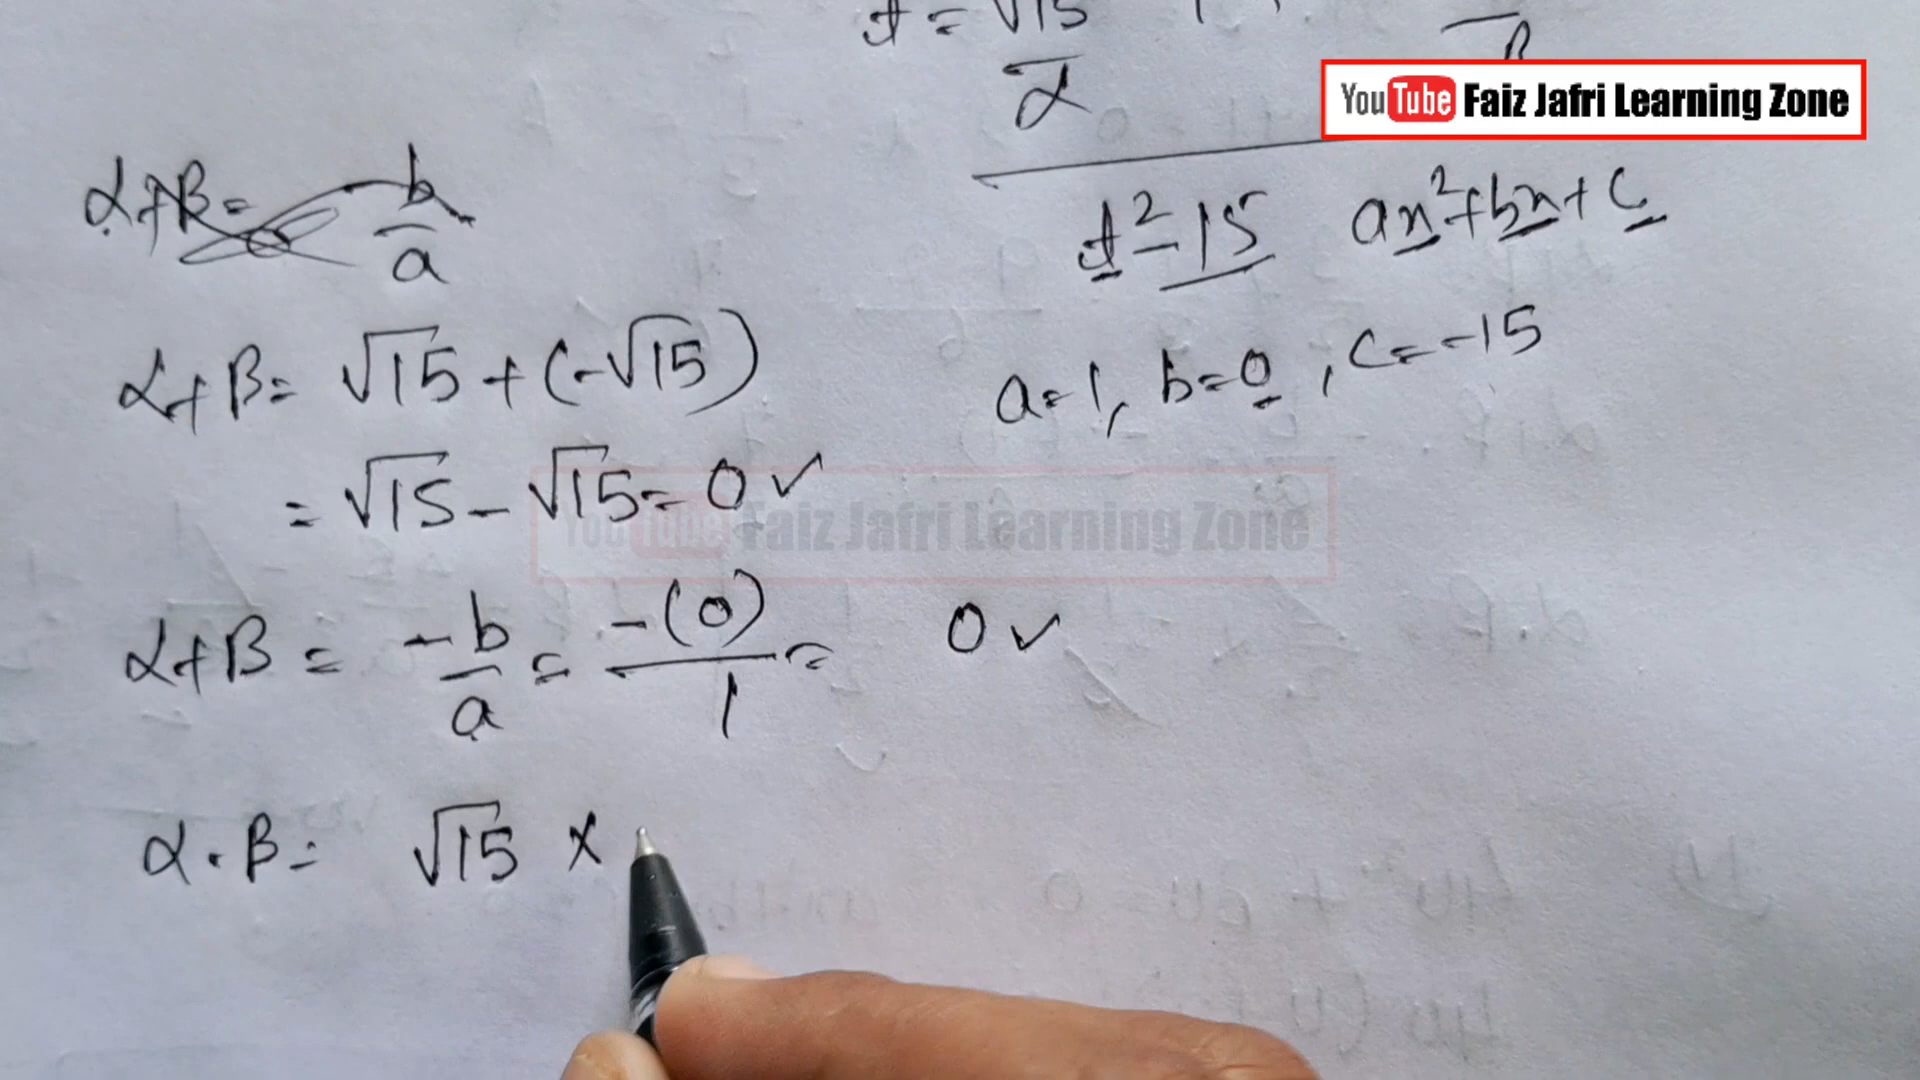 t = √15
α
β
YouTube Faiz Jafri Learning Zone
α+β= b/a
t²-15 ax²+bx+c
α+β= √15+(-√15)
a=1, b=0, c=-15
= √15-√15=0✓
YouTube Faiz Jafri Learning Zone
α+β = -b/a = -(0)/1 = 0✓
α.β= √15 ×